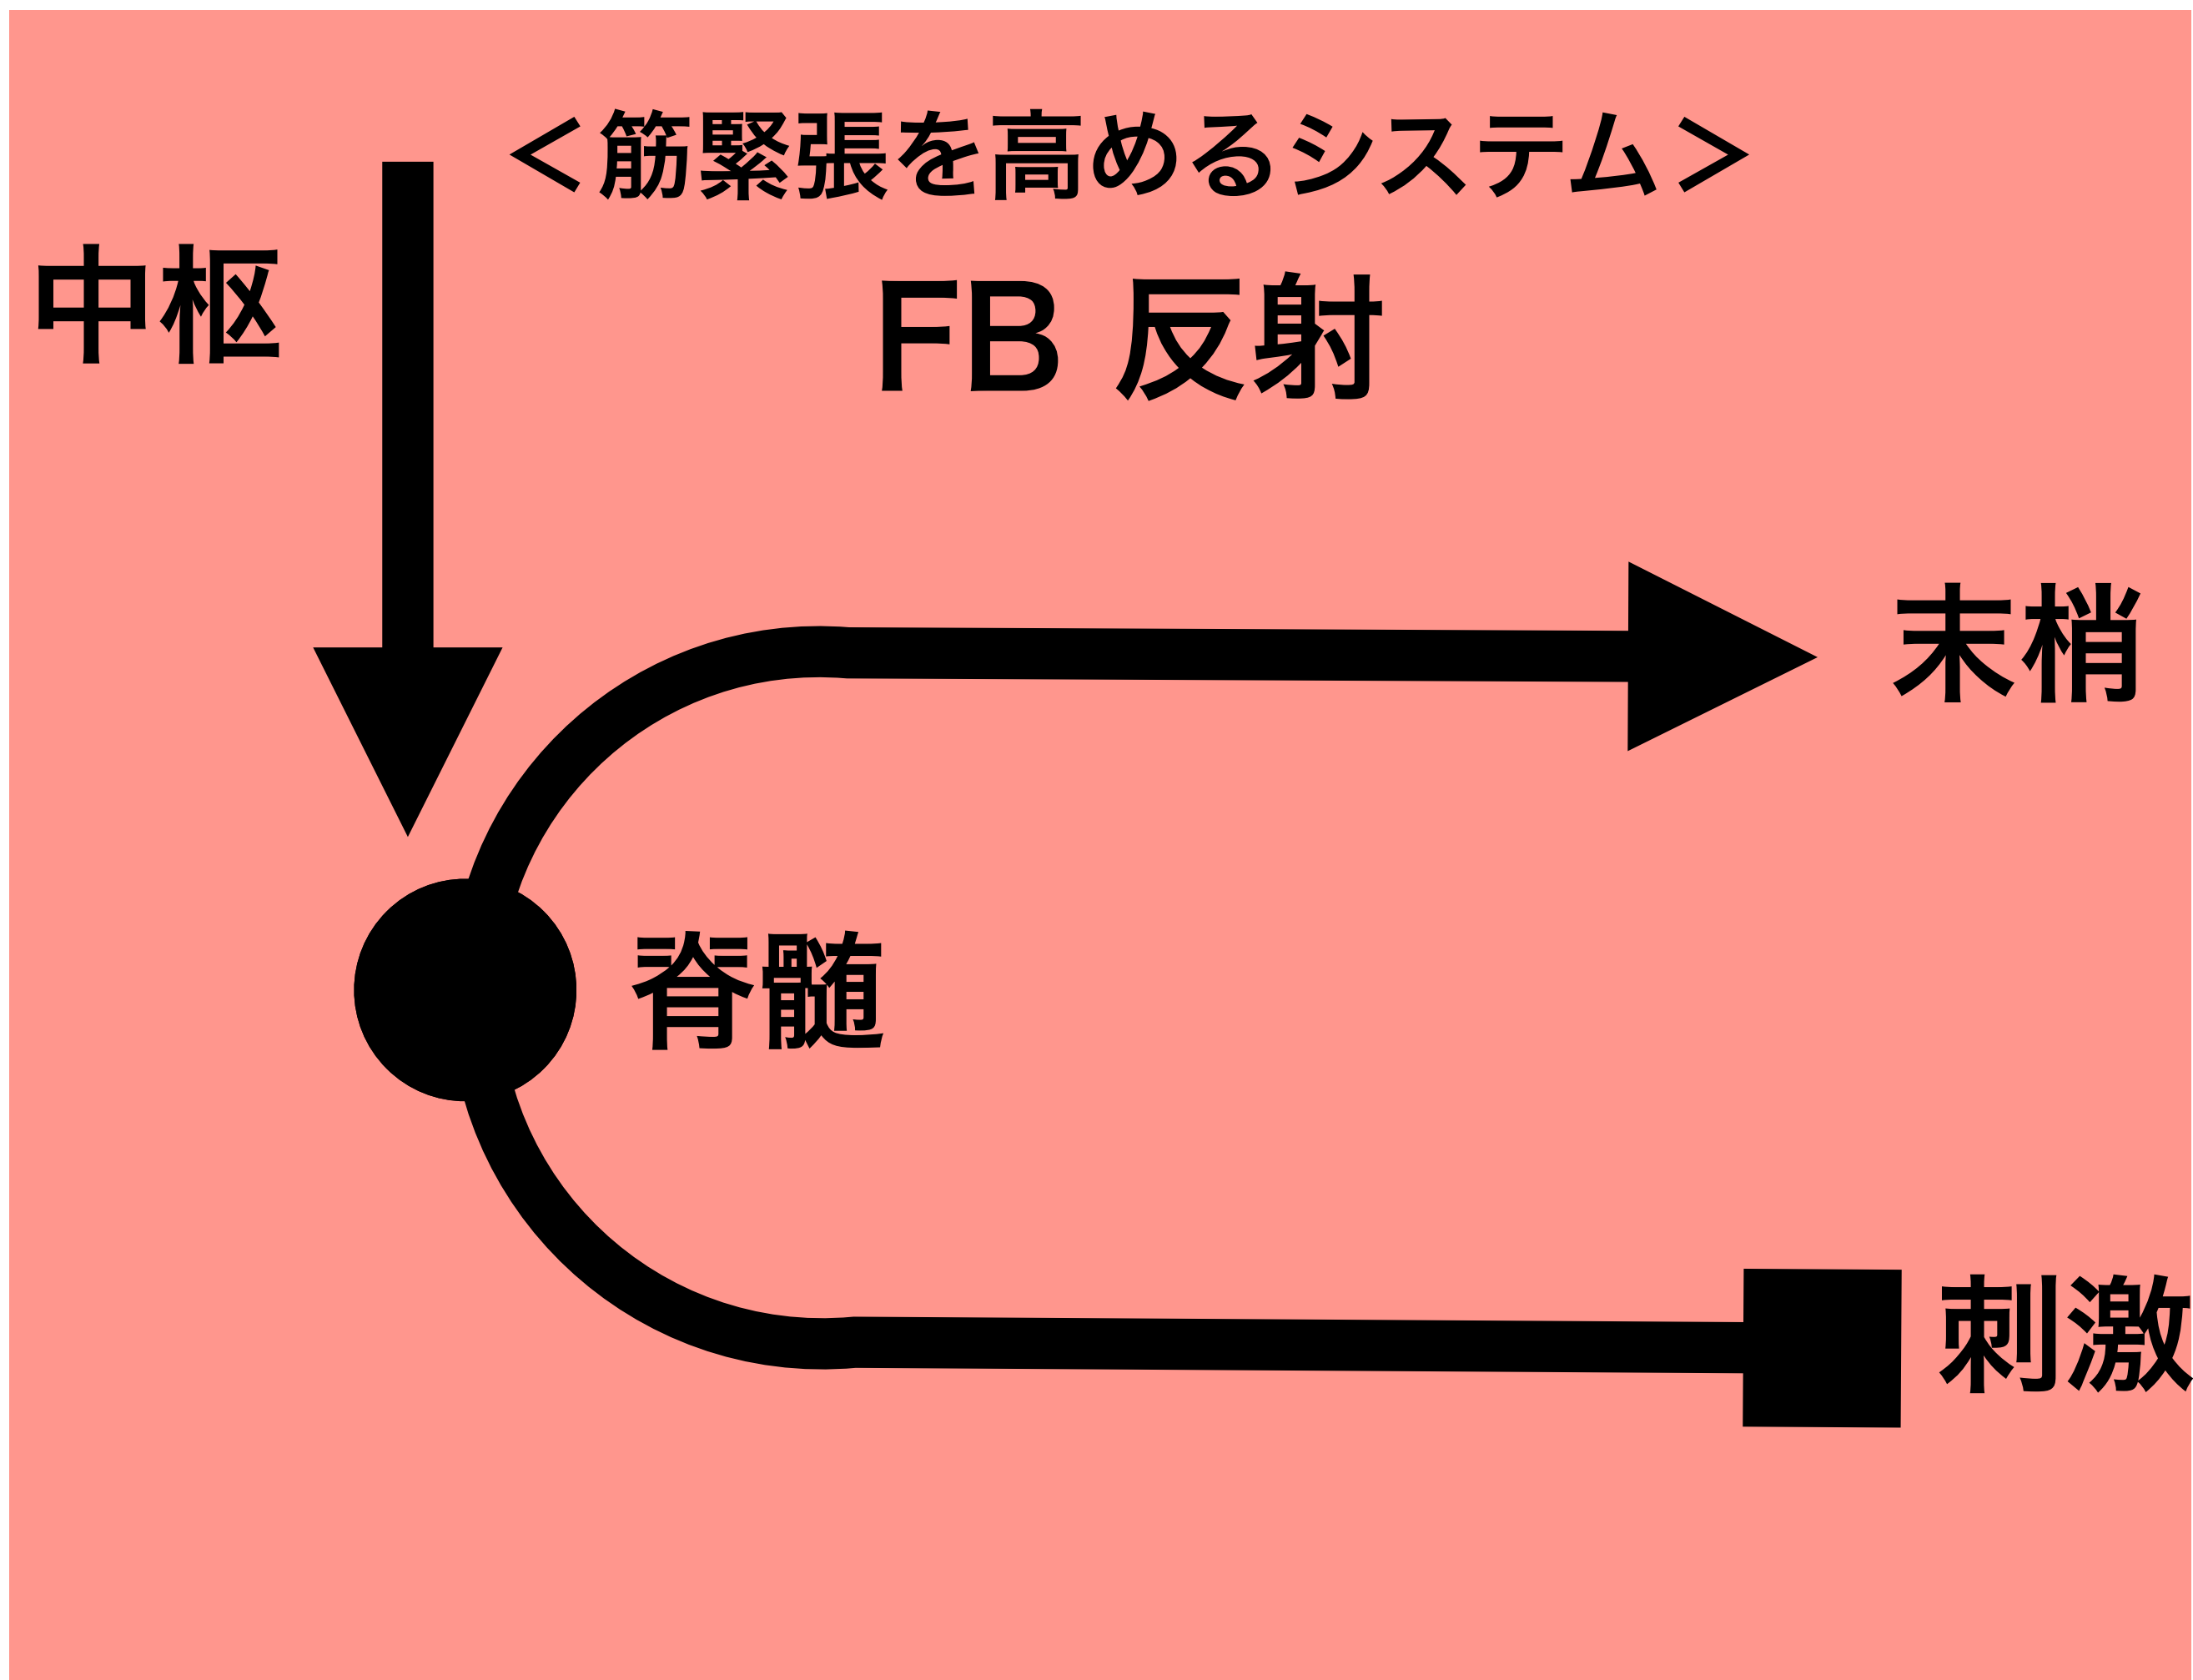 ＜筋緊張を高めるシステム＞
中枢
FB 反射
末梢
脊髄
刺激